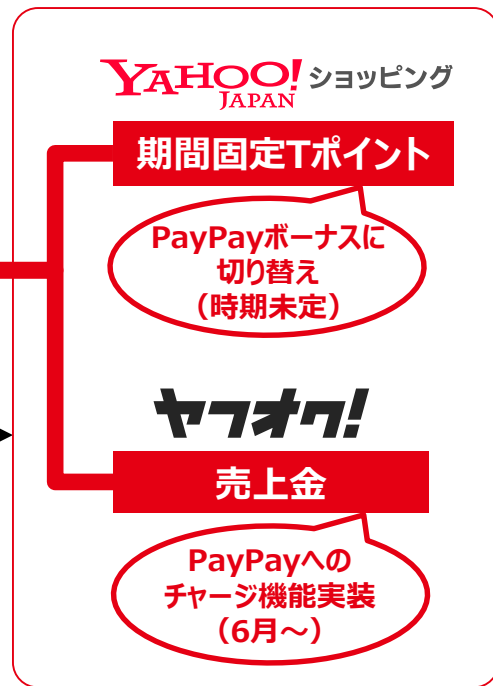 YAHOO! ショッピング
JAPAN
期間固定Tポイント
PayPayボーナスに
切り替え
（時期未定）
ヤフオク!
売上金
PayPayへの
チャージ機能実装
（6月～）